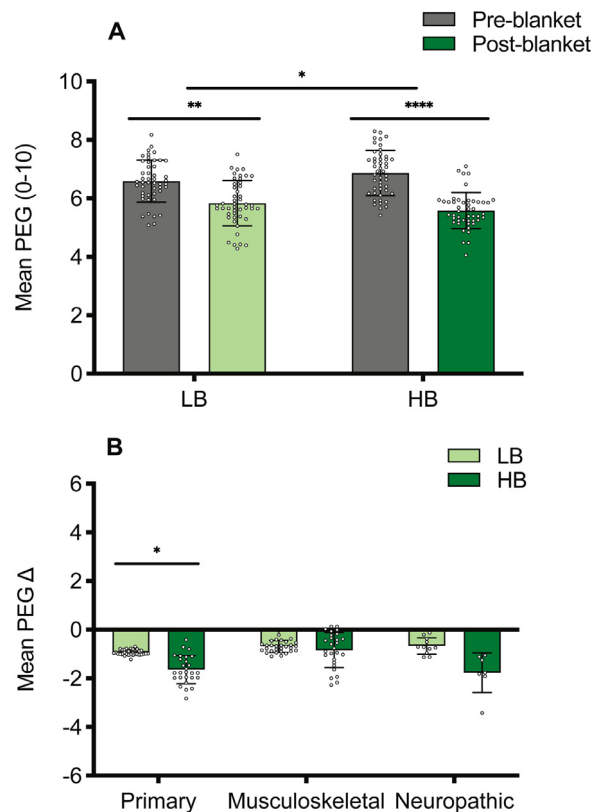 A
Pre-blanket
Post-blanket
Mean PEG (0-10)
10
8
6
4
2
0
*
**
****
LB
HB
B
LB
HB
Mean PEG Δ
6
4
2
0
-2
-4
-6
*
Primary
Musculoskeletal
Neuropathic